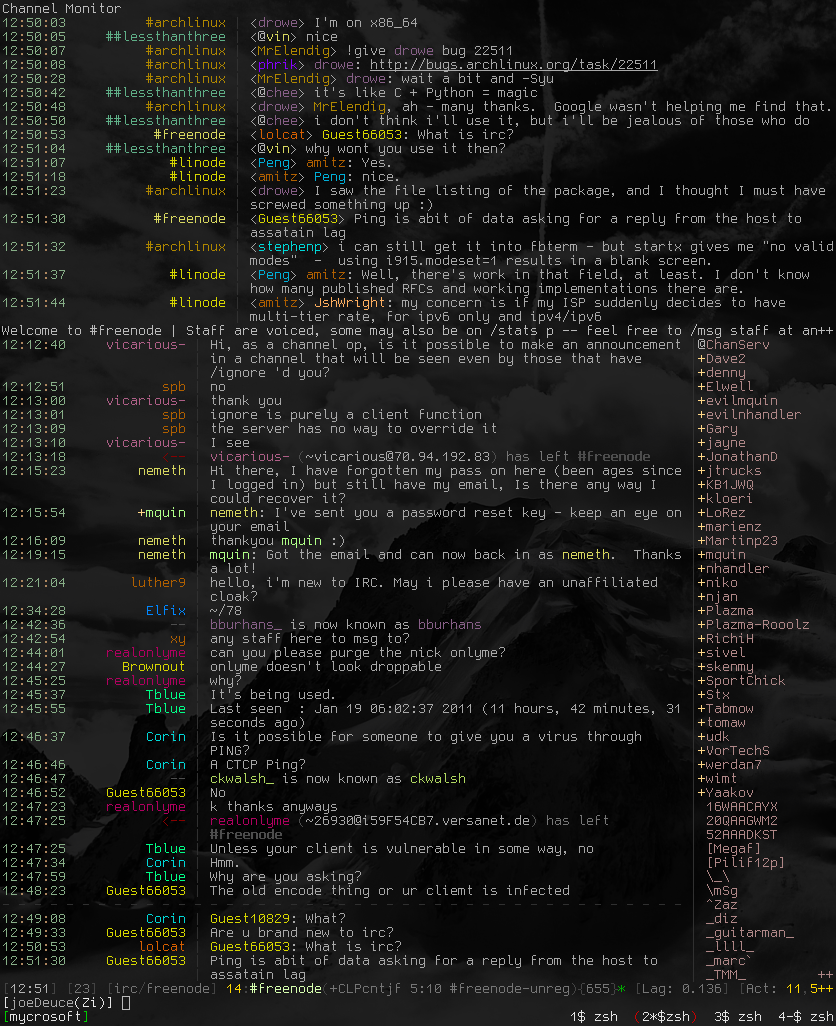 Channel Monitor
12:50:03 #archlinux | <drowe> I'm on x86_64
12:50:05 ##lessthanthree | <@vin> nice
12:50:07 #archlinux | <MrElendig> !give drowe bug 22511
12:50:08 #archlinux | <phrik> drowe: http://bugs.archlinux.org/task/22511
12:50:28 #archlinux | <MrElendig> drowe: wait a bit and -Syu
12:50:42 ##lessthanthree | <@chee> it's like C + Python = magic
12:50:48 #archlinux | <drowe> MrElendig, ah - many thanks.  Google wasn't helping me find that.
12:50:50 ##lessthanthree | <@chee> i don't think i'll use it, but i'll be jealous of those who do
12:50:53 #freenode | <lolcat> Guest66053: What is irc?
12:51:04 ##lessthanthree | <@vin> why wont you use it then?
12:51:07 #linode | <Peng> amitz: Yes.
12:51:18 #linode | <amitz> Peng: nice.
12:51:23 #archlinux | <drowe> I saw the file listing of the package, and I thought I must have
screwed something up :)
12:51:30 #freenode | <Guest66053> Ping is abit of data asking for a reply from the host to
assatain lag
12:51:32 #archlinux | <stephenp> i can still get it into fbterm - but startx gives me "no valid
modes"  -  using i915.modeset=1 results in a blank screen.
12:51:37 #linode | <Peng> amitz: Well, there's work in that field, at least. I don't know
how many published RFCs and working implementations there are.
12:51:44 #linode | <amitz> JshWright: my concern is if my ISP suddenly decides to have
multi-tier rate, for ipv6 only and ipv4/ipv6
Welcome to #freenode | Staff are voiced, some may also be on /stats p -- feel free to /msg staff at an++
12:12:40 vicarious- | Hi, as a channel op, is it possible to make an announcement | @ChanServ
in a channel that will be seen even by those that have | +Dave2
/ignore 'd you? | +denny
12:12:51 spb | no | +Elwell
12:13:00 vicarious- | thank you | +evilmquin
12:13:01 spb | ignore is purely a client function | +evilnhandler
12:13:09 spb | the server has no way to override it | +Gary
12:13:10 vicarious- | I see | +jayne
12:13:18 <-- | vicarious- (~vicarious@70.94.192.83) has left #freenode | +JonathanD
12:15:23 nemeth | Hi there, I have forgotten my pass on here (been ages since | +jtrucks
I logged in) but still have my email, Is there any way I | +KB1JWQ
could recover it? | +kloeri
12:15:54 +mquin | nemeth: I've sent you a password reset key - keep an eye on | +LoRez
your email | +marienz
12:16:09 nemeth | thankyou mquin :) | +Martinp23
12:19:15 nemeth | mquin: Got the email and can now back in as nemeth.  Thanks | +mquin
a lot! | +nhandler
12:21:04 luther9 | hello, i'm new to IRC. May i please have an unaffiliated | +niko
cloak? | +njan
12:34:28 Elfix | ~/78 | +Plazma
12:42:36 -- | bburhans_ is now known as bburhans | +Plazma-Rooolz
12:42:54 xy | any staff here to msg to? | +RichiH
12:44:01 realonlyme | can you please purge the nick onlyme? | +sivel
12:44:27 Brownout | onlyme doesn't look droppable | +skenmy
12:45:25 realonlyme | why? | +SportChick
12:45:37 Tblue | It's being used. | +Stx
12:45:55 Tblue | Last seen  : Jan 19 06:02:37 2011 (11 hours, 42 minutes, 31 | +Tabmow
seconds ago) | +tomaw
12:46:37 Corin | Is it possible for someone to give you a virus through | +udk
PING? | +VorTechS
12:46:46 Corin | A CTCP Ping? | +werdan7
12:46:47 -- | ckwalsh_ is now known as ckwalsh | +wimt
12:46:52 Guest66053 | No | +Yaakov
12:47:23 realonlyme | k thanks anyways | 16WAACAYX
12:47:25 <-- | realonlyme (~26930@i59F54CB7.versanet.de) has left | 20QAAGWM2
#freenode | 52AAADKST
12:47:25 Tblue | Unless your client is vulnerable in some way, no | [Megaf]
12:47:34 Corin | Hmm. | [Pilif12p]
12:47:59 Tblue | Why are you asking? | \_\
12:48:23 Guest66053 | The old encode thing or ur cliemt is infected | \mSg
^Zaz
12:49:08 Corin | Guest10829: What? | _diz
12:49:33 Guest66053 | Are u brand new to irc? | _guitarman_
12:50:53 lolcat | Guest66053: What is irc? | _llll_
12:51:30 Guest66053 | Ping is abit of data asking for a reply from the host to | _marc`
assatain lag | _TMM_ ++
[12:51] [23] [irc/freenode] 14:#freenode(+CLPcntjf 5:10 #freenode-unreg){655}* [Lag: 0.136] [Act: 11,5++
[joeDeuce(Zi)]
[mycrosoft] 1$ zsh (2*$zsh) 3$ zsh 4-$ zsh